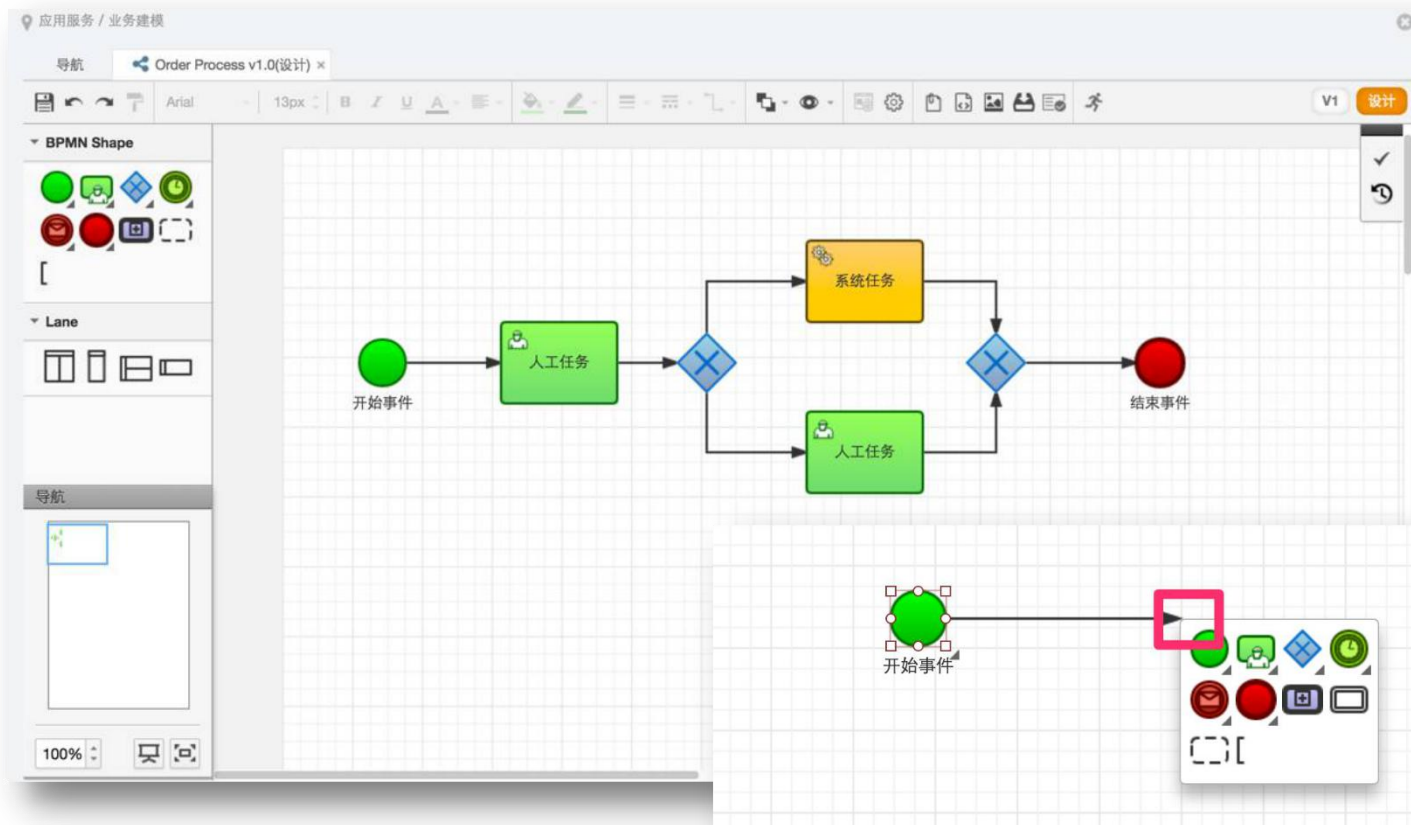 应用服务 / 业务建模
导航
Order Process v1.0(设计) ×
Arial
13px
B I U A
V1
设计
BPMN Shape
Lane
导航
100%
系统任务
人工任务
开始事件
结束事件
人工任务
开始事件